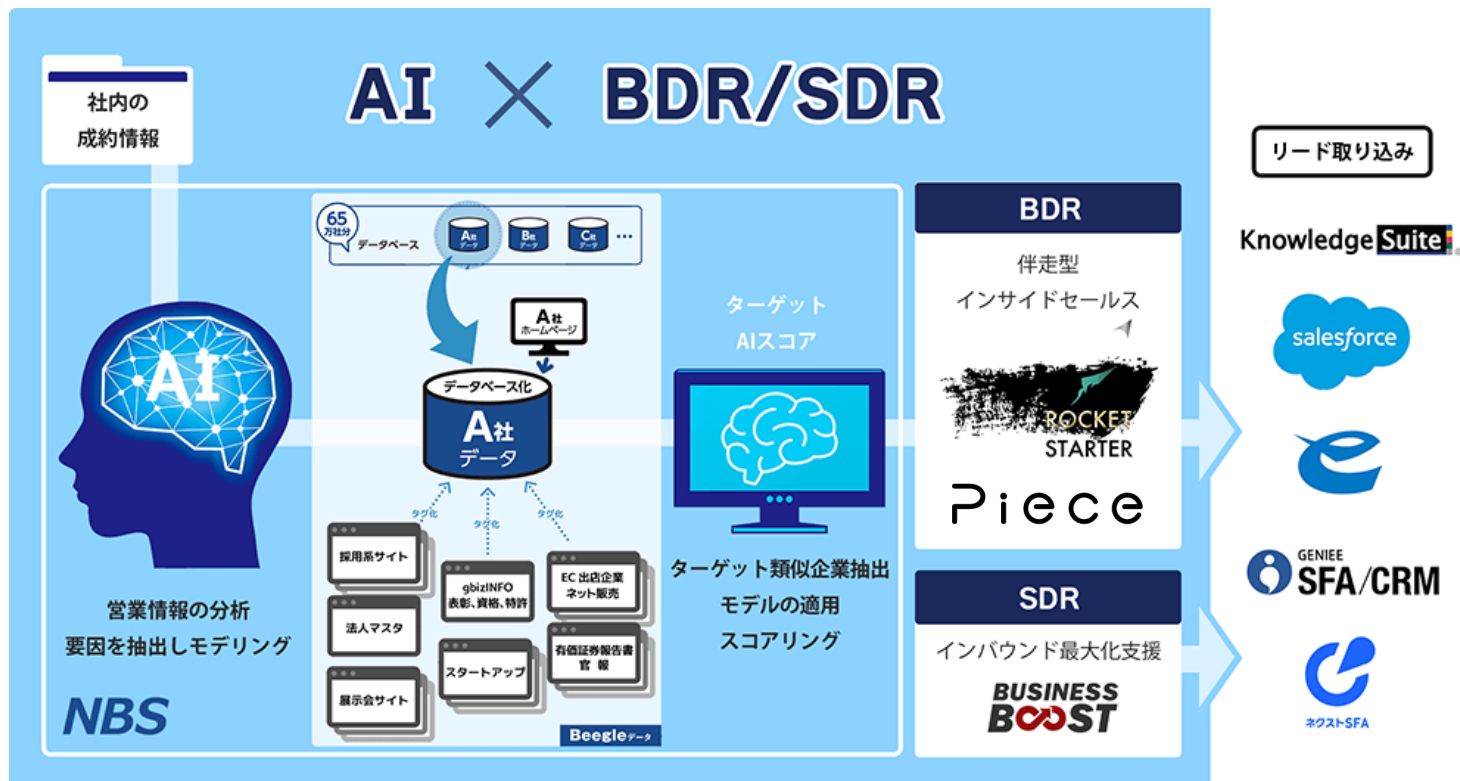 社内の
成約情報
AI × BDR/SDR
65
万社分
データベース
A社
データ
B社
データ
C社
データ
…
A社
ホームページ
データベース化
A社
データ
タグ化
タグ化
タグ化
採用系サイト
法人マスタ
展示会サイト
gbizINFO
表彰、資格、特許
スタートアップ
EC 出店企業
ネット販売
有価証券報告書
官 報
Beegleデータ
AI
営業情報の分析
要因を抽出しモデリング
NBS
ターゲット
AIスコア
ターゲット類似企業抽出
モデルの適用
スコアリング
BDR
伴走型
インサイドセールス
ROCKET
STARTER
Piece
SDR
インバウンド最大化支援
BUSINESS
BOOST
リード取り込み
Knowledge Suite
salesforce
e
GENIEE
SFA/CRM
ネクストSFA